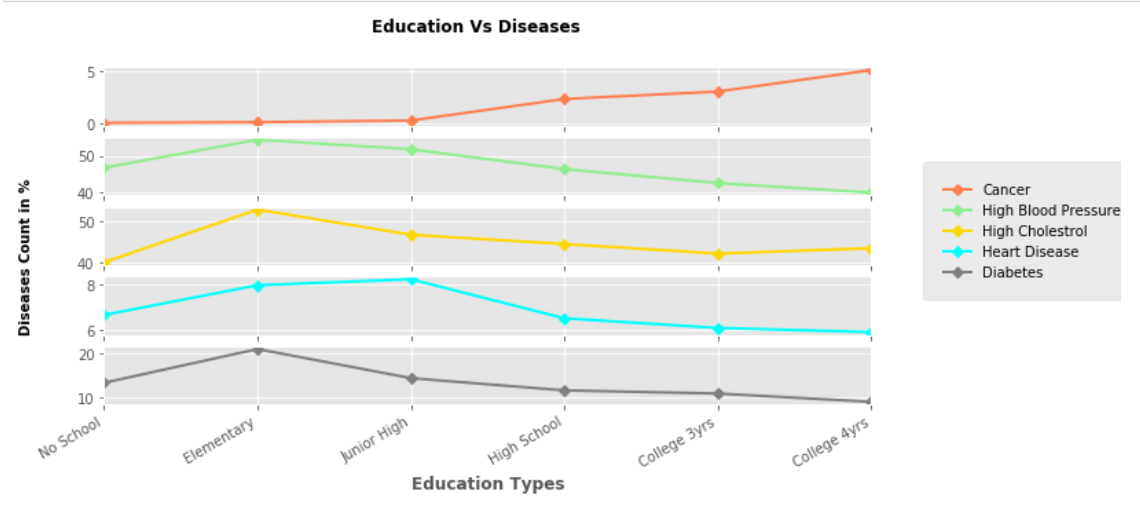 Education Vs Diseases
Diseases Count in %
5
0
50
40
50
40
8
6
20
10
No School
Elementary
Junior High
High School
College 3yrs
College 4yrs
Education Types
Cancer
High Blood Pressure
High Cholestrol
Heart Disease
Diabetes